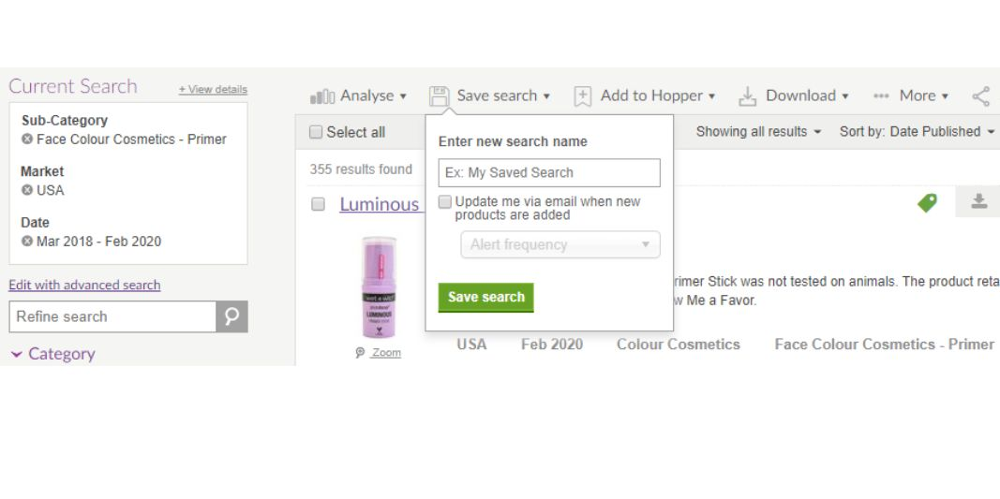 Current Search
+ View details
Sub-Category
Face Colour Cosmetics - Primer
Market
USA
Date
Mar 2018 - Feb 2020
Edit with advanced search
Refine search
Category
Analyse
Save search
Add to Hopper
Download
More
Select all
Showing all results
Sort by: Date Published
355 results found
Enter new search name
Ex: My Saved Search
Update me via email when new
products are added
Alert frequency
Save search
Luminous
wet n wild
LUMINOUS
Zoom
rimer Stick was not tested on animals. The product reta
w Me a Favor.
USA
Feb 2020
Colour Cosmetics
Face Colour Cosmetics - Primer